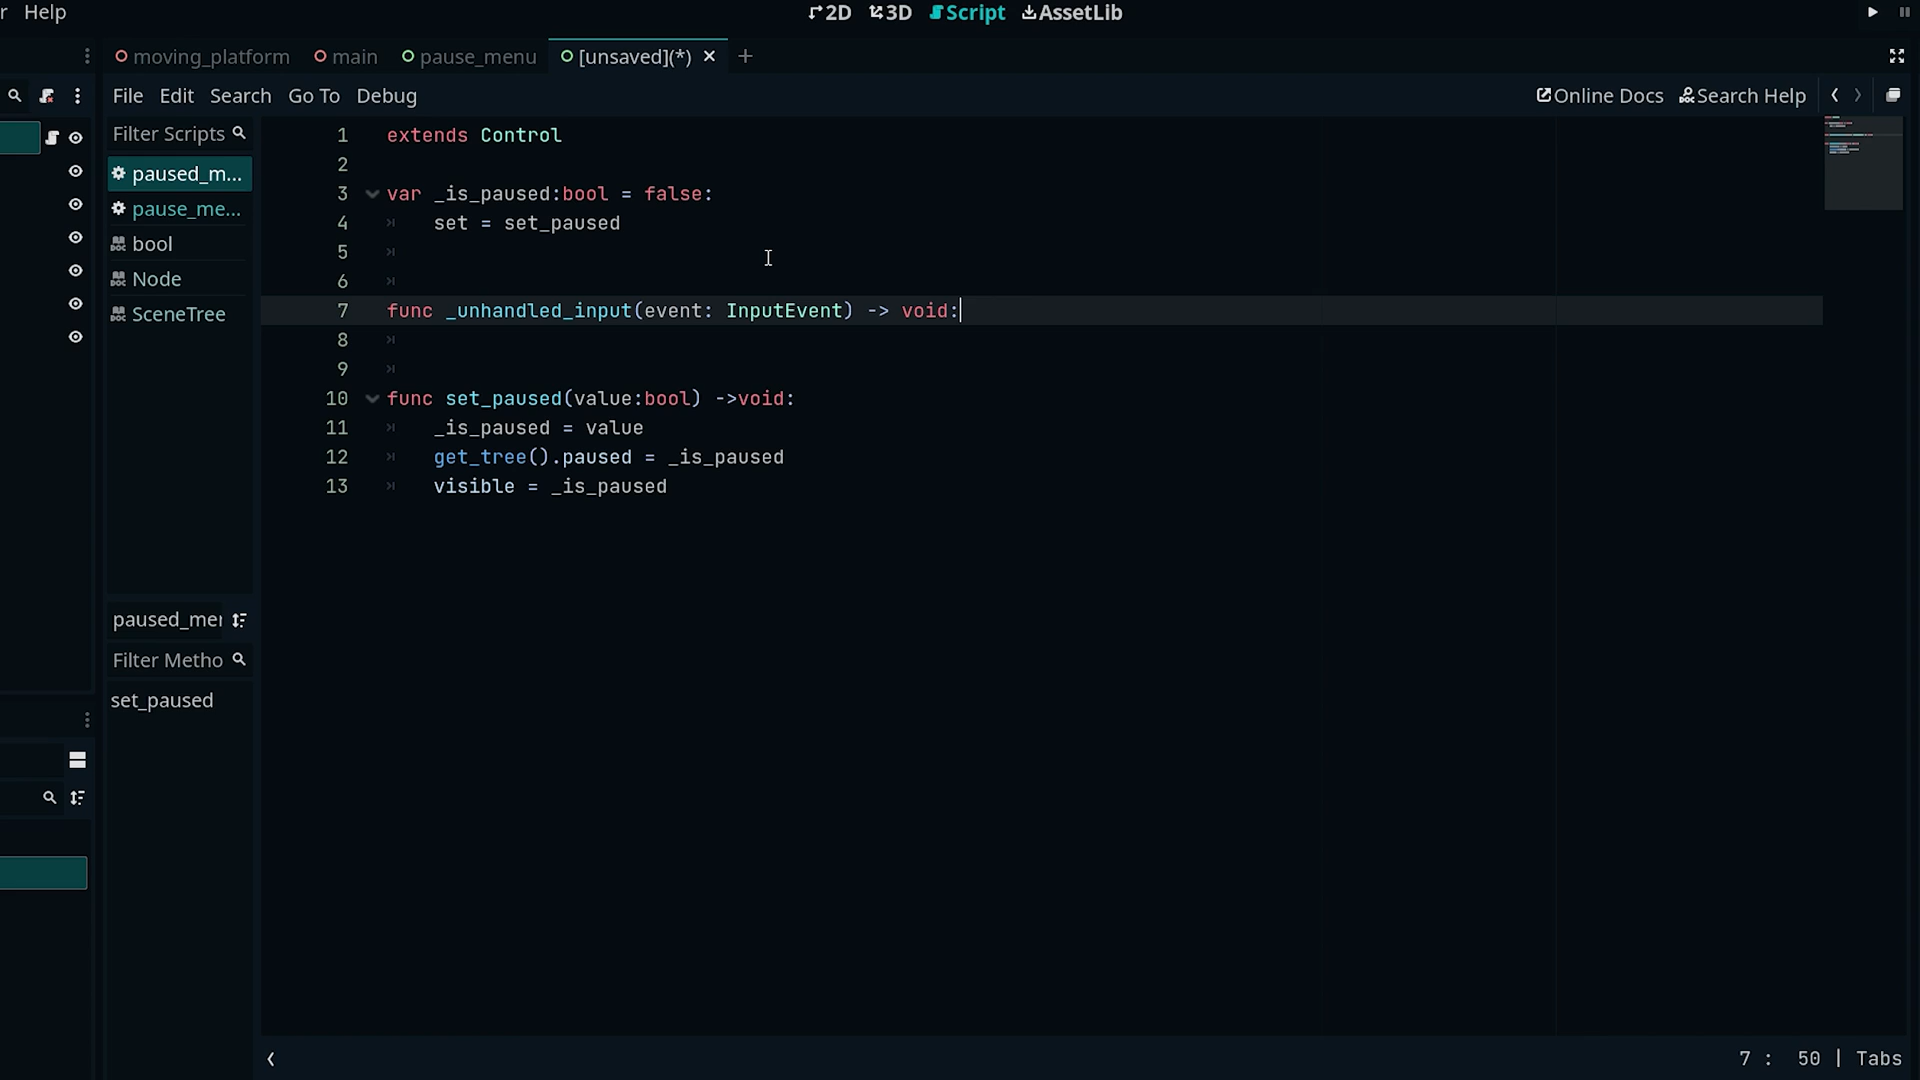 r Help
2D 3D Script AssetLib
moving_platform main pause_menu [unsaved](*)
File Edit Search Go To Debug
Online Docs Search Help
Filter Scripts
paused_m...
pause_me...
bool
Node
SceneTree
paused_mer
Filter Metho
set_paused
1 extends Control
2
3 var _is_paused:bool = false:
4 set = set_paused
5
6
7 func _unhandled_input(event: InputEvent) -> void:
8
9
10 func set_paused(value:bool) ->void:
11 _is_paused = value
12 get_tree().paused = _is_paused
13 visible = _is_paused
7 : 50 | Tabs